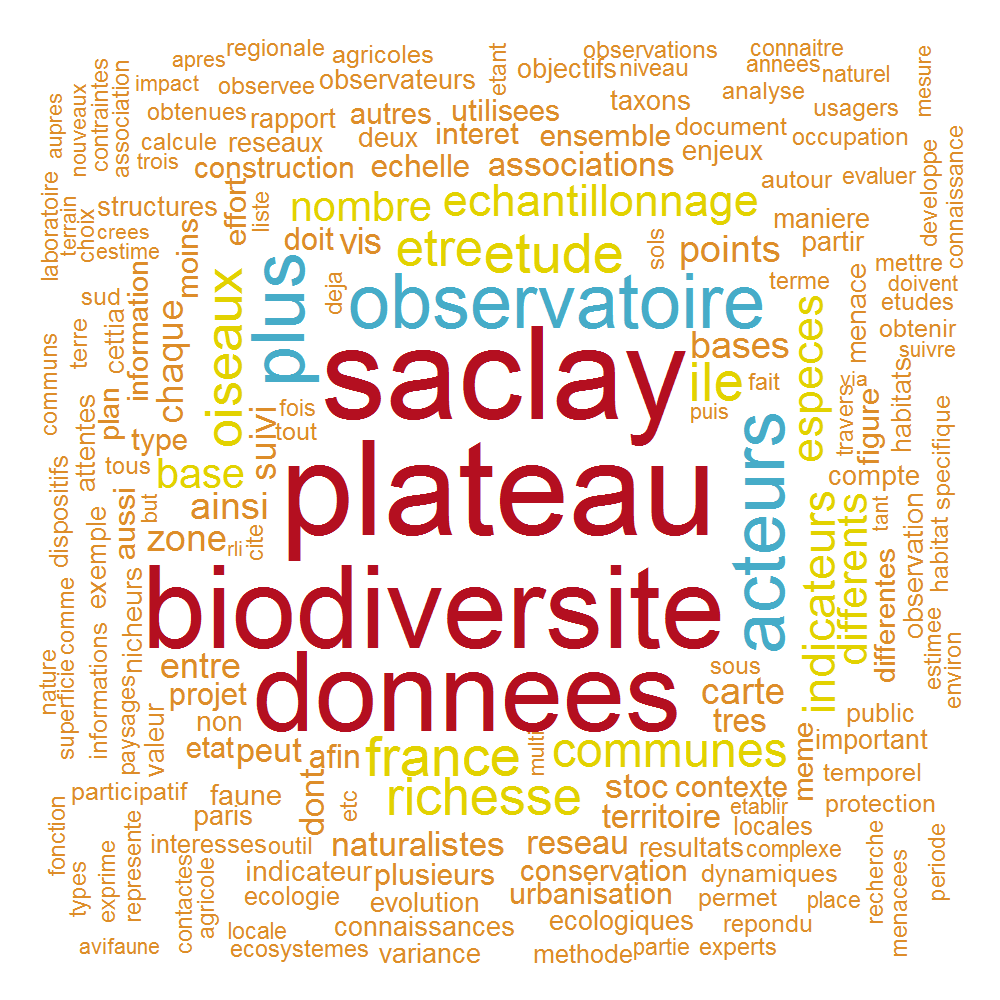 regionale
agricoles
etant
observations
connaitre
apres
impact
observee
observateurs
objectifs
niveau
annees
naturel
mesure
aupres
nouveaux
contraintes
association
obtenues
rapport
autres
utilisees
taxons
analyse
usagers
calcule
reseaux
deux
interet
ensemble
document
occupation
trois
construction
echelle
associations
enjeux
autour
evaluer
developpe
connaissance
laboratoire
terrain
choix
structures
effort
liste
nombre
echantillonnage
maniere
crees
estime
moins
doit
vis
etre
etude
sols
points
partir
mettre
sud
information
oiseaux
plus
deja
observatoire
terme
especes
menace
doivent
etudes
terre
cettia
chaque
saclay
bases
obtenir
suivre
communs
plan
ile
fait
via
puis
travers
figure
habitats
attentes
type
suivi
fois
tout
plateau
acteurs
specifique
dispositifs
tous
base
compte
exemple
aussi
but
ainsi
indicateurs
differents
tant
observation
habitat
zone
rli
cite
differentes
comme
nicheurs
biodiversite
estimee
environ
nature
superficie
informations
paysages
valeur
entre
projet
non
donnees
sous
carte
tres
public
important
etat
peut
afin
dont
france
multi
communes
meme
temporel
participatif
faune
paris
etc
richesse
stoc
contexte
etablir
protection
territoire
locales
fonction
interesses
outil
naturalistes
reseau
resultats
complexe
recherche
periode
types
exprime
represente
indicateur
plusieurs
conservation
dynamiques
menacees
contactes
agricole
ecologie
evolution
urbanisation
permet
place
locale
connaissances
ecologiques
repondu
avifaune
ecosystemes
variance
methode
partie
experts